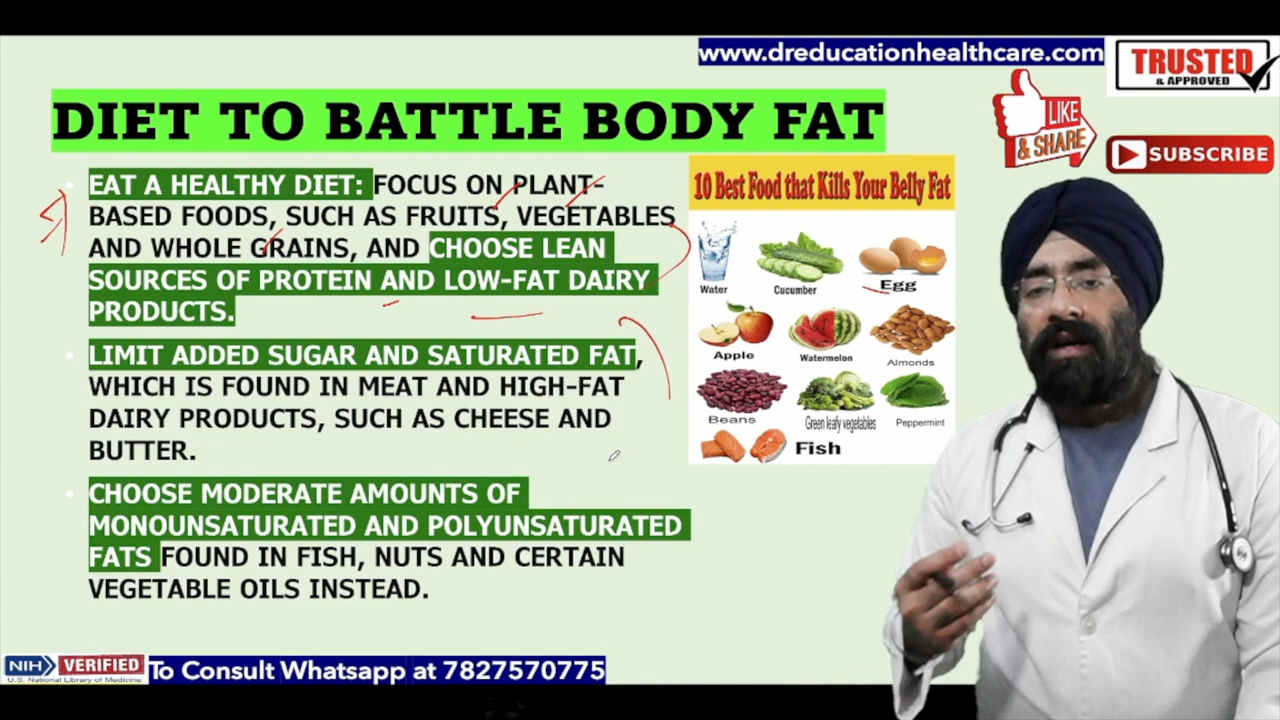 www.dreducationhealthcare.com
TRUSTED
& APPROVED
DIET TO BATTLE BODY FAT
LIKE
& SHARE
SUBSCRIBE
EAT A HEALTHY DIET: FOCUS ON PLANT-
BASED FOODS, SUCH AS FRUITS, VEGETABLES
AND WHOLE GRAINS, AND CHOOSE LEAN
SOURCES OF PROTEIN AND LOW-FAT DAIRY
PRODUCTS.
LIMIT ADDED SUGAR AND SATURATED FAT,
WHICH IS FOUND IN MEAT AND HIGH-FAT
DAIRY PRODUCTS, SUCH AS CHEESE AND
BUTTER.
CHOOSE MODERATE AMOUNTS OF
MONOUNSATURATED AND POLYUNSATURATED
FATS FOUND IN FISH, NUTS AND CERTAIN
VEGETABLE OILS INSTEAD.
10 Best Food that Kills Your Belly Fat
Water Cucumber Egg
Apple Watermelon Almonds
Beans Green leafy vegetables Peppermint
Fish
NIH VERIFIED
U.S. National Library of Medicine
To Consult Whatsapp at 7827570775